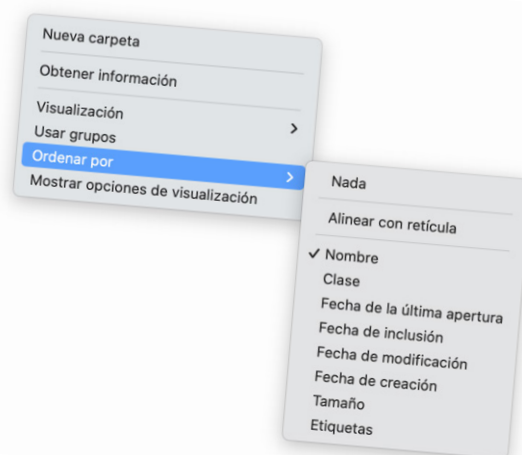 Nueva carpeta
Obtener información
Visualización
Usar grupos
Ordenar por
Mostrar opciones de visualización
Nada
Alinear con retícula
Nombre
Clase
Fecha de la última apertura
Fecha de inclusión
Fecha de modificación
Fecha de creación
Tamaño
Etiquetas